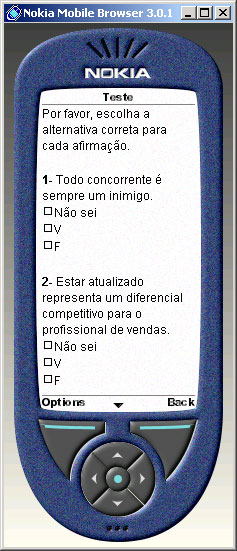 Nokia Mobile Browser 3.0.1
NOKIA
Teste
Por favor, escolha a
alternativa correta para
cada afirmação.
1- Todo concorrente é
sempre um inimigo.
Não sei
V
F
2- Estar atualizado
representa um diferencial
competitivo para o
profissional de vendas.
Não sei
V
F
Options Back